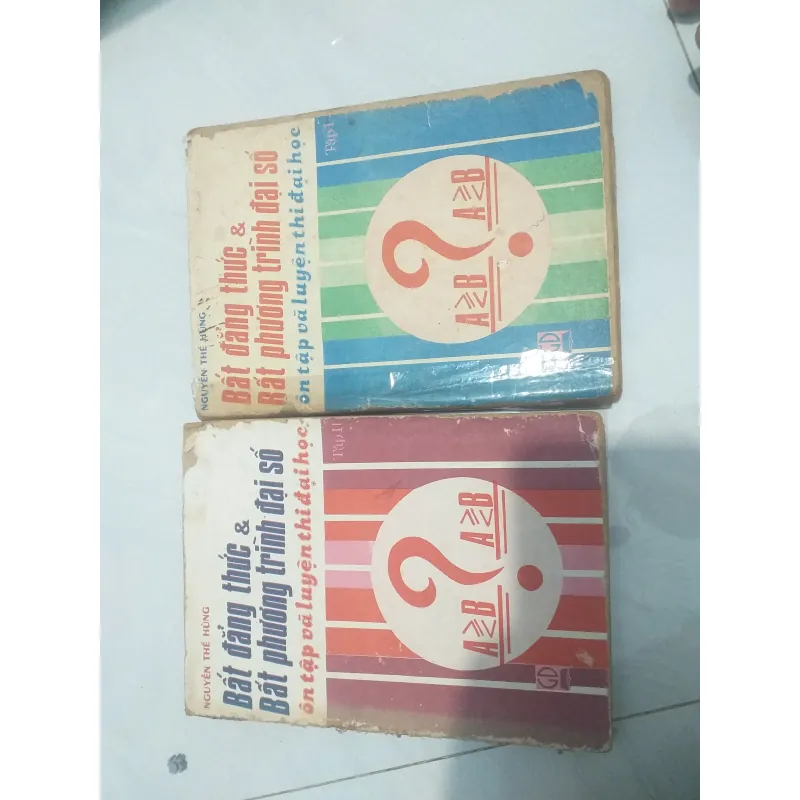 NGUYỄN THẾ HÙNG
Bất đẳng thức &
Bất phương trình đại số
ôn tập và luyện thi đại học
Tập I
A≥B
?
A≥B
GD
NGUYỄN THẾ HÙNG
Bất đẳng thức &
Bất phương trình đại số
ôn tập và luyện thi đại học
Tập II
A≥B
?
A≥B
GD